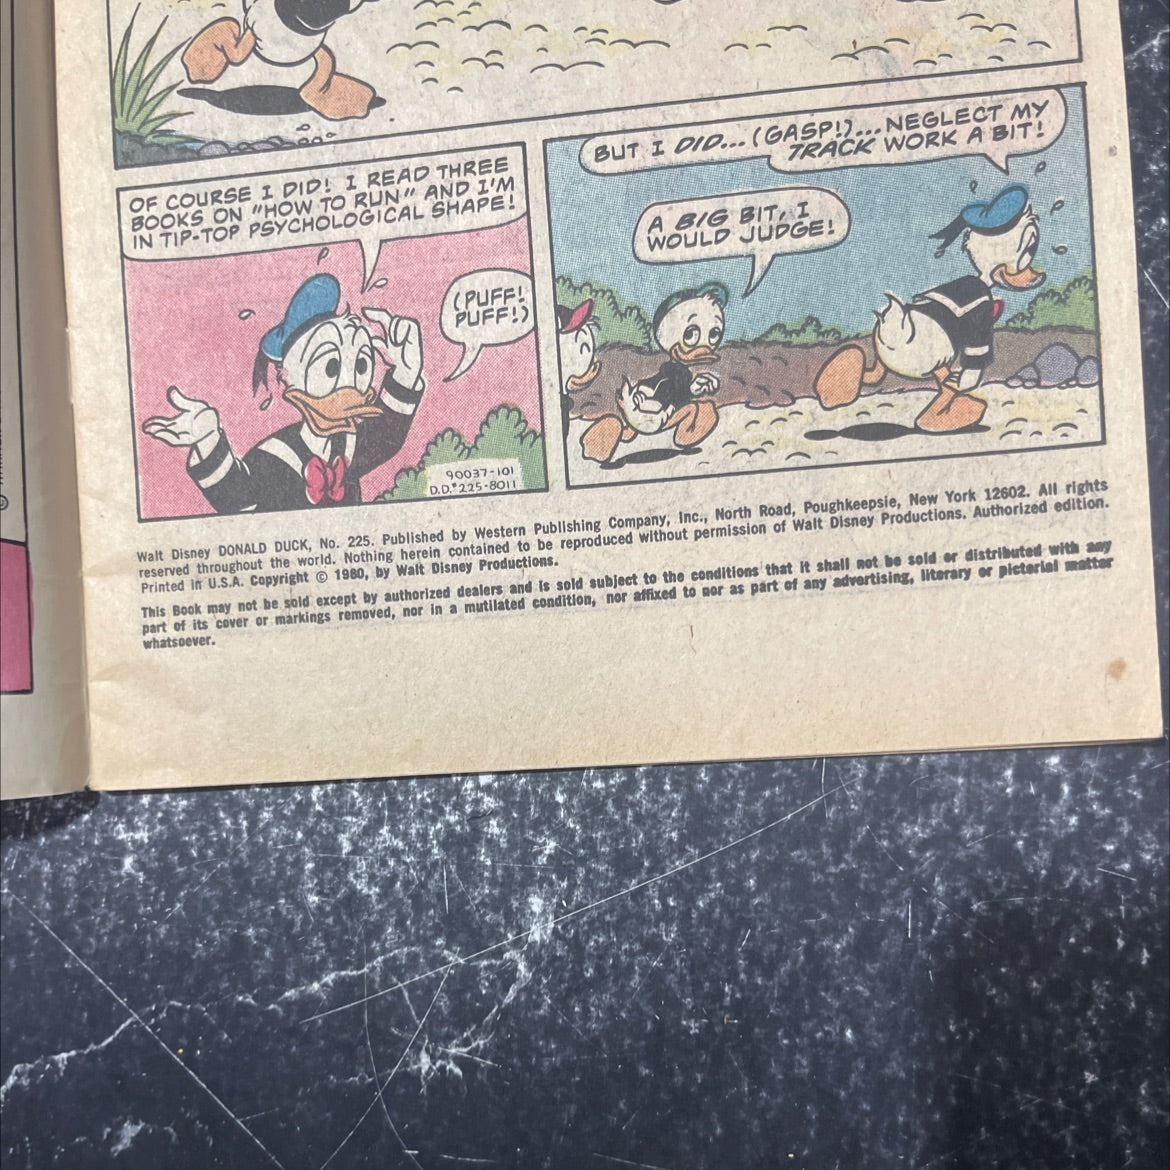 OF COURSE I DID! I READ THREE
BOOKS ON "HOW TO RUN" AND I'M
IN TIP-TOP PSYCHOLOGICAL SHAPE!
(PUFF!
PUFF!)
90037-101
D.D.#225-8011
BUT I DID... (GASP!)... NEGLECT MY
TRACK WORK A BIT!
A BIG BIT, I
WOULD JUDGE!
Walt Disney DONALD DUCK, No. 225. Published by Western Publishing Company, Inc., North Road, Poughkeepsie, New York 12602. All rights
reserved throughout the world. Nothing herein contained to be reproduced without permission of Walt Disney Productions. Authorized edition.
Printed in U.S.A. Copyright © 1980, by Walt Disney Productions.
This Book may not be sold except by authorized dealers and is sold subject to the conditions that it shall not be sold or distributed with any
part of its cover or markings removed, nor in a mutilated condition, nor affixed to nor as part of any advertising, literary or pictorial matter
whatsoever.